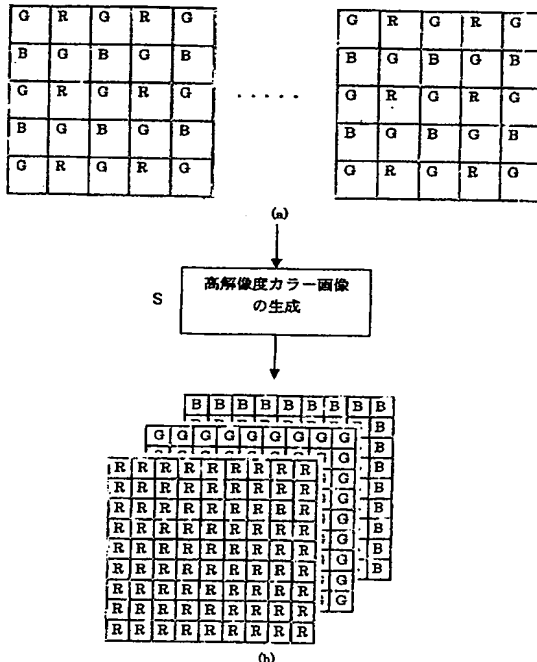 G R G R G G R G R G
B G B G B B G B G B
G R G R G ..... G R G R G
B G B G B B G B G B
G R G R G G R G R G
(a)
S
高解像度カラー画像
の生成
B B B B B B B B B
B
G G G G G G G G G B
R R R R R R R R R B
R R R R R R R R R G B
R R R R R R R R R G B
R R R R R R R R R G B
R R R R R R R R R G B
R R R R R R R R R G B
R R R R R R R R R G
R R R R R R R R R G
R R R R R R R R R
(b)